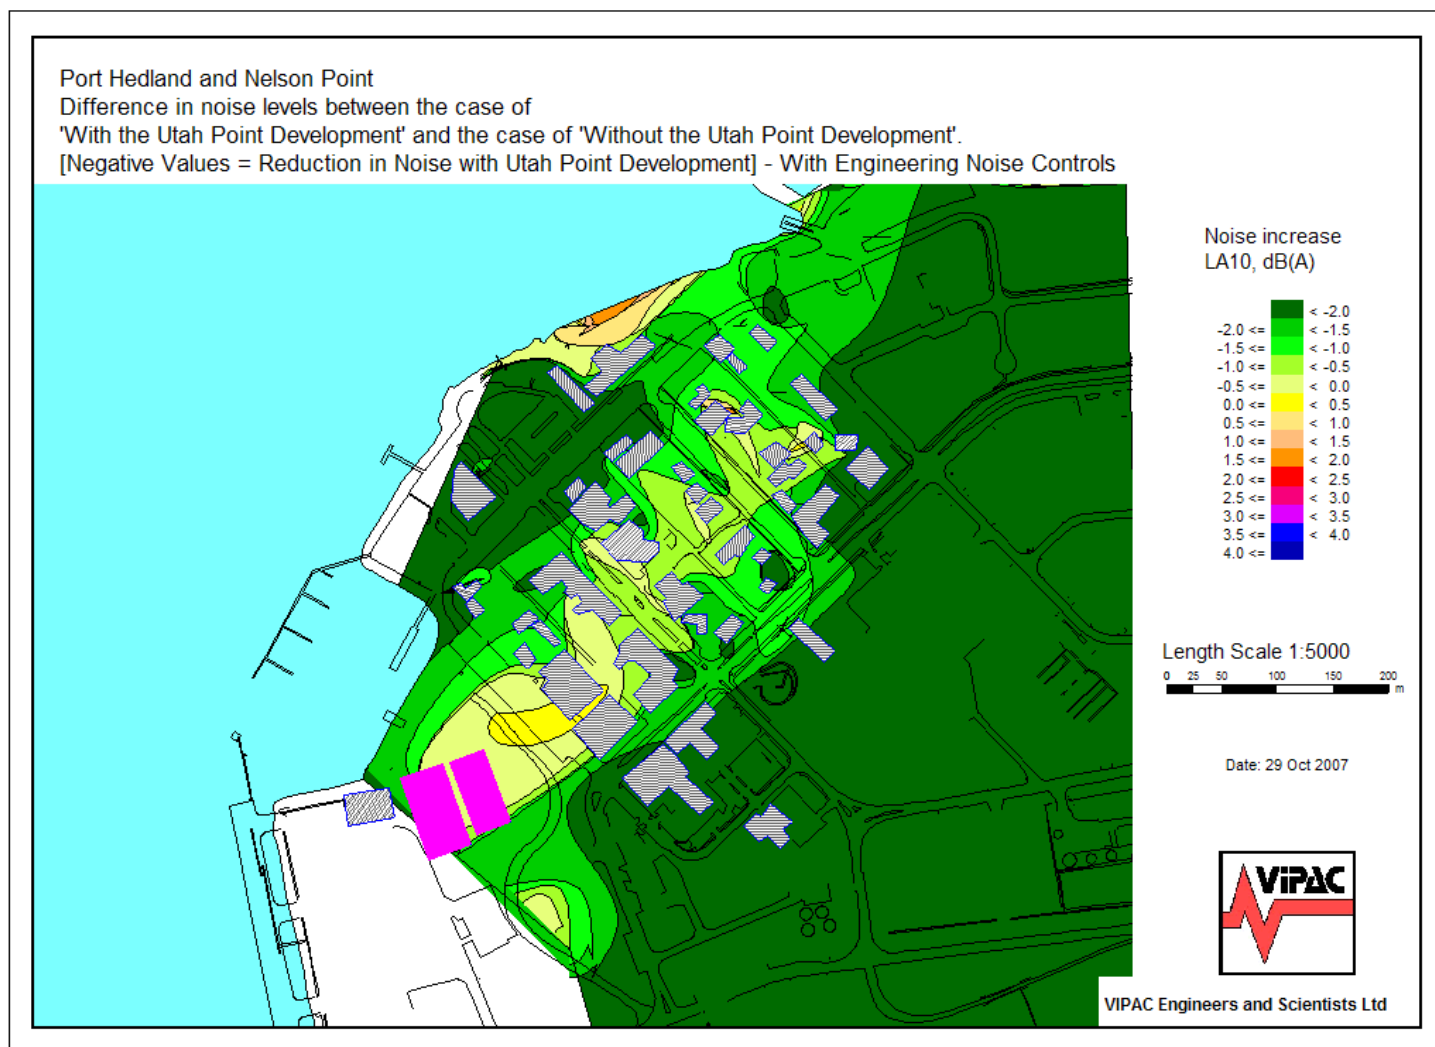 Port Hedland and Nelson Point
Difference in noise levels between the case of
'With the Utah Point Development' and the case of 'Without the Utah Point Development'.
[Negative Values = Reduction in Noise with Utah Point Development] - With Engineering Noise Controls
Noise increase
LA10, dB(A)
< -2.0
-2.0 <= < -1.5
-1.5 <= < -1.0
-1.0 <= < -0.5
-0.5 <= < 0.0
0.0 <= < 0.5
0.5 <= < 1.0
1.0 <= < 1.5
1.5 <= < 2.0
2.0 <= < 2.5
2.5 <= < 3.0
3.0 <= < 3.5
3.5 <= < 4.0
4.0 <=
Length Scale 1:5000
0 25 50 100 150 200
m
Date: 29 Oct 2007
ViPAC
VIPAC Engineers and Scientists Ltd